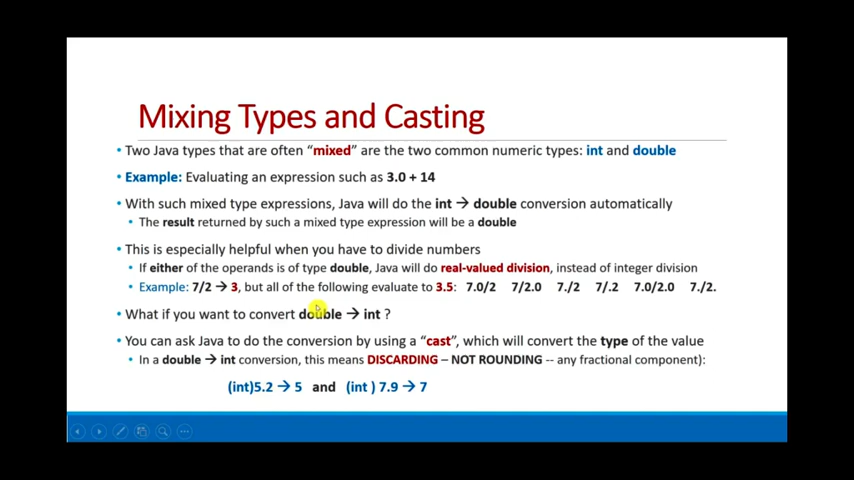 Mixing Types and Casting
• Two Java types that are often “mixed” are the two common numeric types: int and double
• Example: Evaluating an expression such as 3.0 + 14
• With such mixed type expressions, Java will do the int → double conversion automatically
• The result returned by such a mixed type expression will be a double
• This is especially helpful when you have to divide numbers
• If either of the operands is of type double, Java will do real-valued division, instead of integer division
• Example: 7/2 → 3, but all of the following evaluate to 3.5: 7.0/2 7/2.0 7./2 7/.2 7.0/2.0 7./2.
• What if you want to convert double → int ?
• You can ask Java to do the conversion by using a “cast”, which will convert the type of the value
• In a double → int conversion, this means DISCARDING – NOT ROUNDING -- any fractional component):
(int)5.2 → 5 and (int ) 7.9 → 7